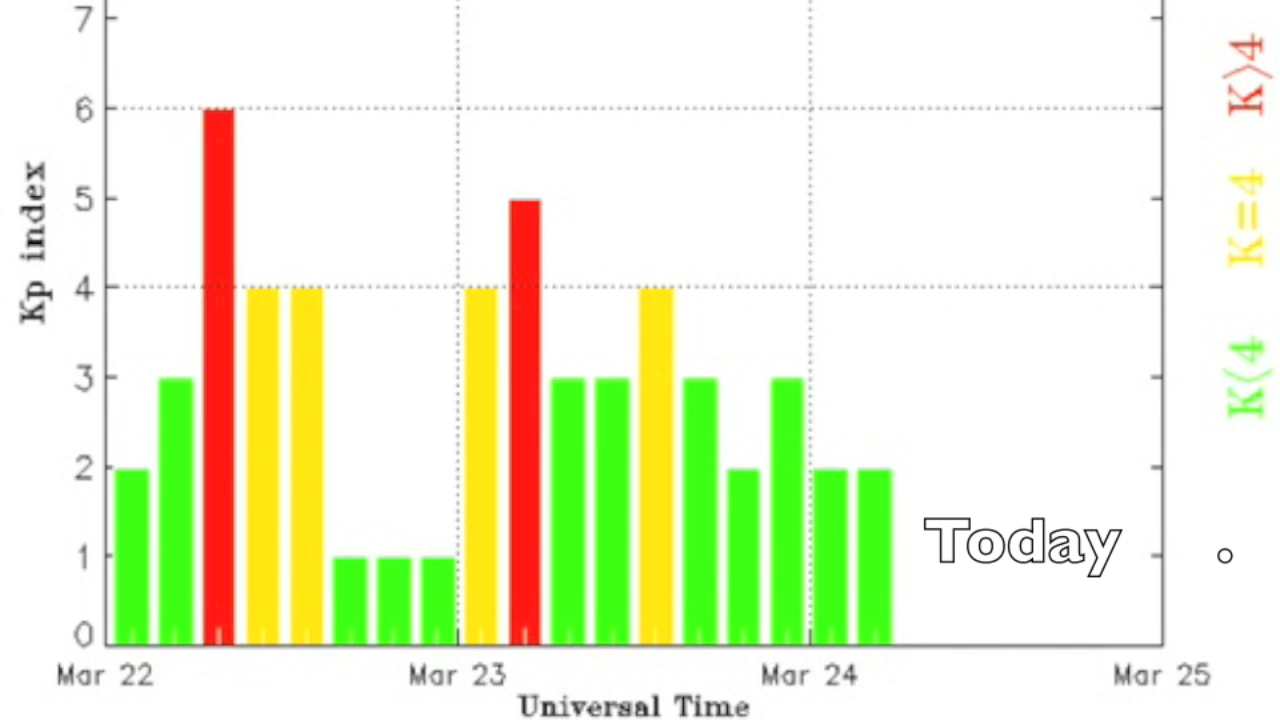 7
6
5
4
3
2
1
0
Kp index
Mar 22
Mar 23
Mar 24
Mar 25
Universal Time
Today .
K>4
K=4
K<4